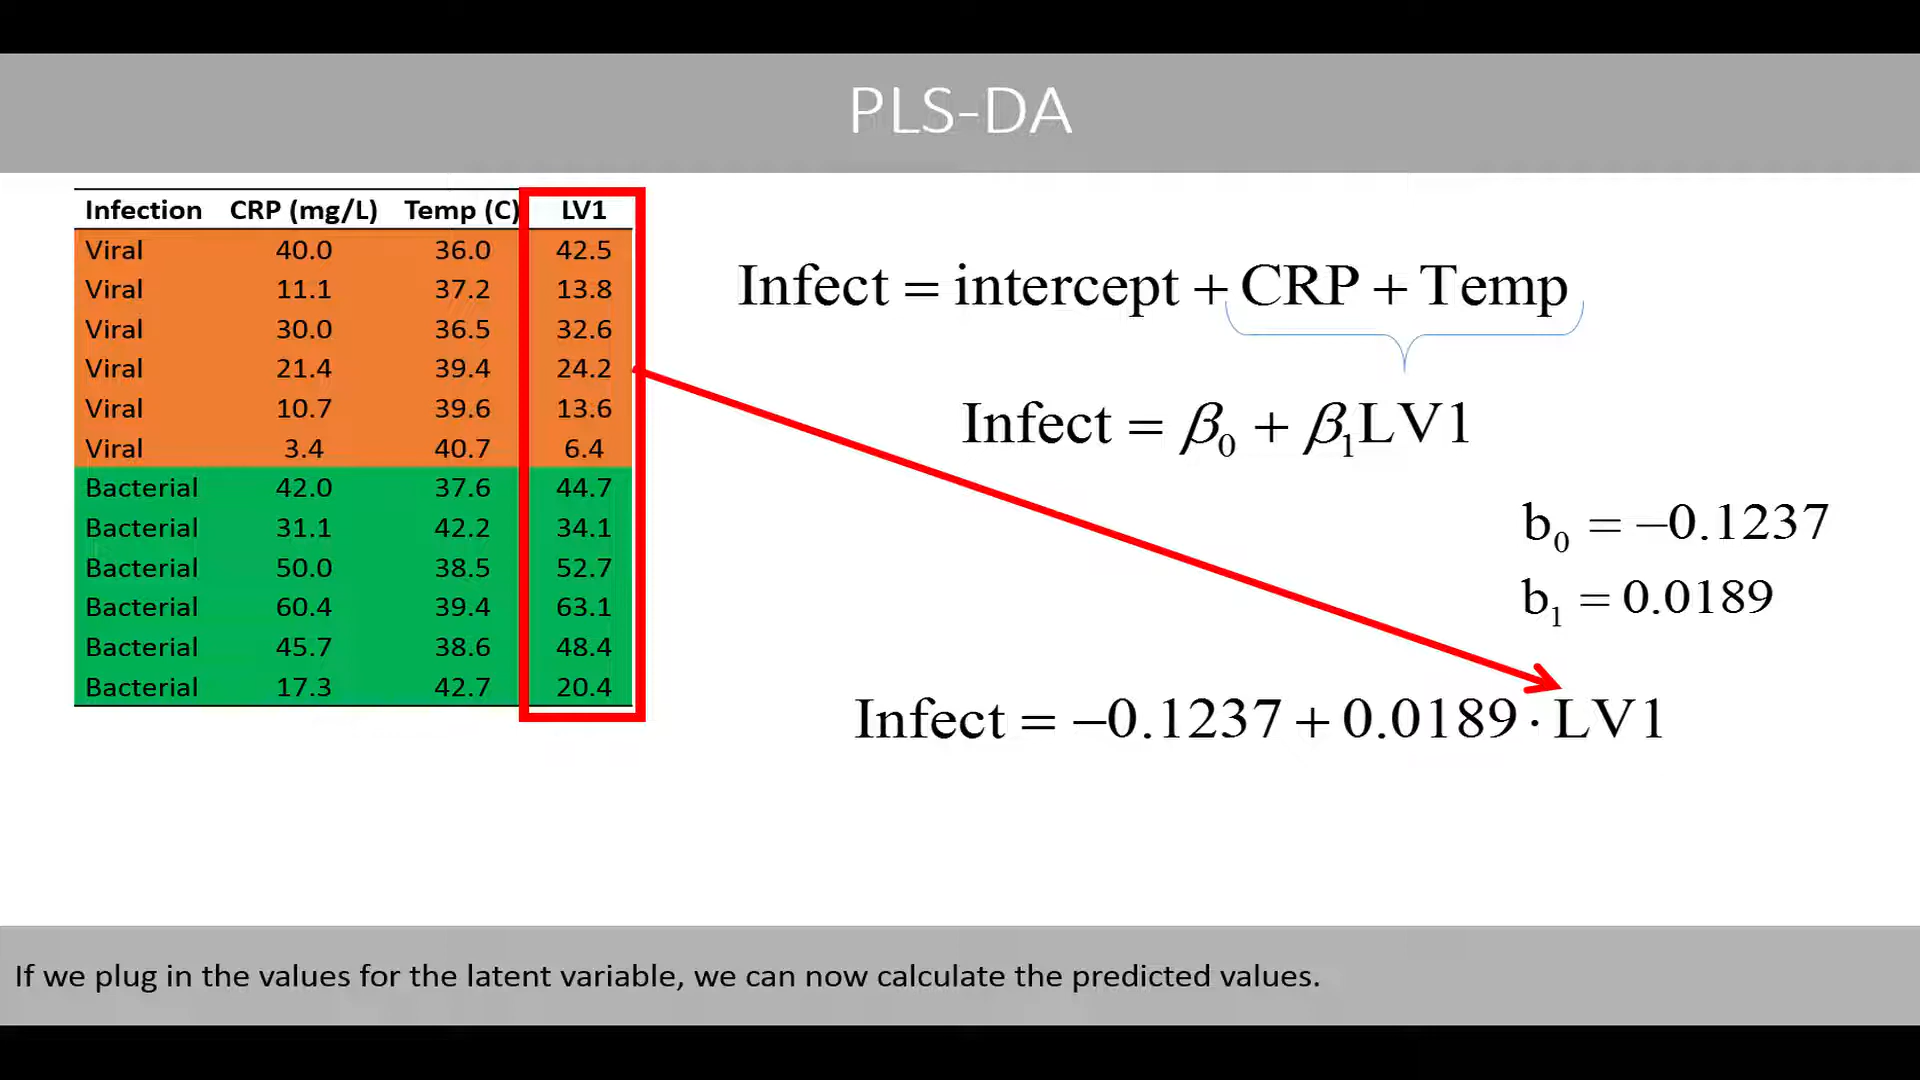 PLS-DA
Infection CRP (mg/L) Temp (C) LV1
Viral 40.0 36.0 42.5
Viral 11.1 37.2 13.8
Viral 30.0 36.5 32.6
Viral 21.4 39.4 24.2
Viral 10.7 39.6 13.6
Viral 3.4 40.7 6.4
Bacterial 42.0 37.6 44.7
Bacterial 31.1 42.2 34.1
Bacterial 50.0 38.5 52.7
Bacterial 60.4 39.4 63.1
Bacterial 45.7 38.6 48.4
Bacterial 17.3 42.7 20.4
Infect = intercept + CRP + Temp
Infect = β₀ + β₁LV1
b₀ = −0.1237
b₁ = 0.0189
Infect = −0.1237 + 0.0189 · LV1
If we plug in the values for the latent variable, we can now calculate the predicted values.